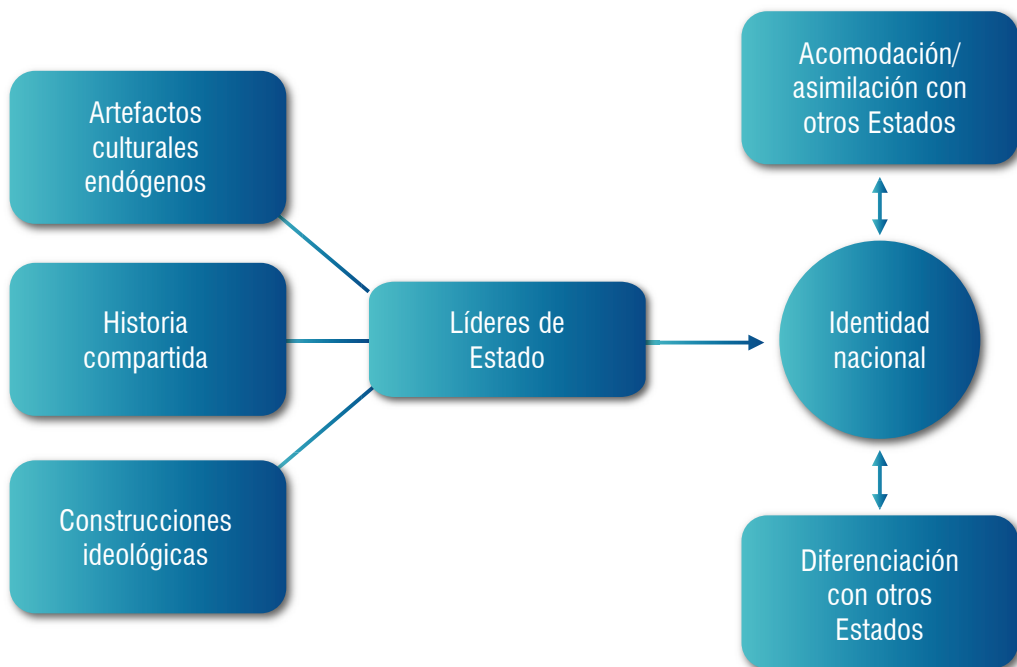 Artefactos
culturales
endógenos
Historia
compartida
Construcciones
ideológicas
Líderes de
Estado
Acomodación/
asimilación con
otros Estados
Identidad
nacional
Diferenciación
con otros
Estados